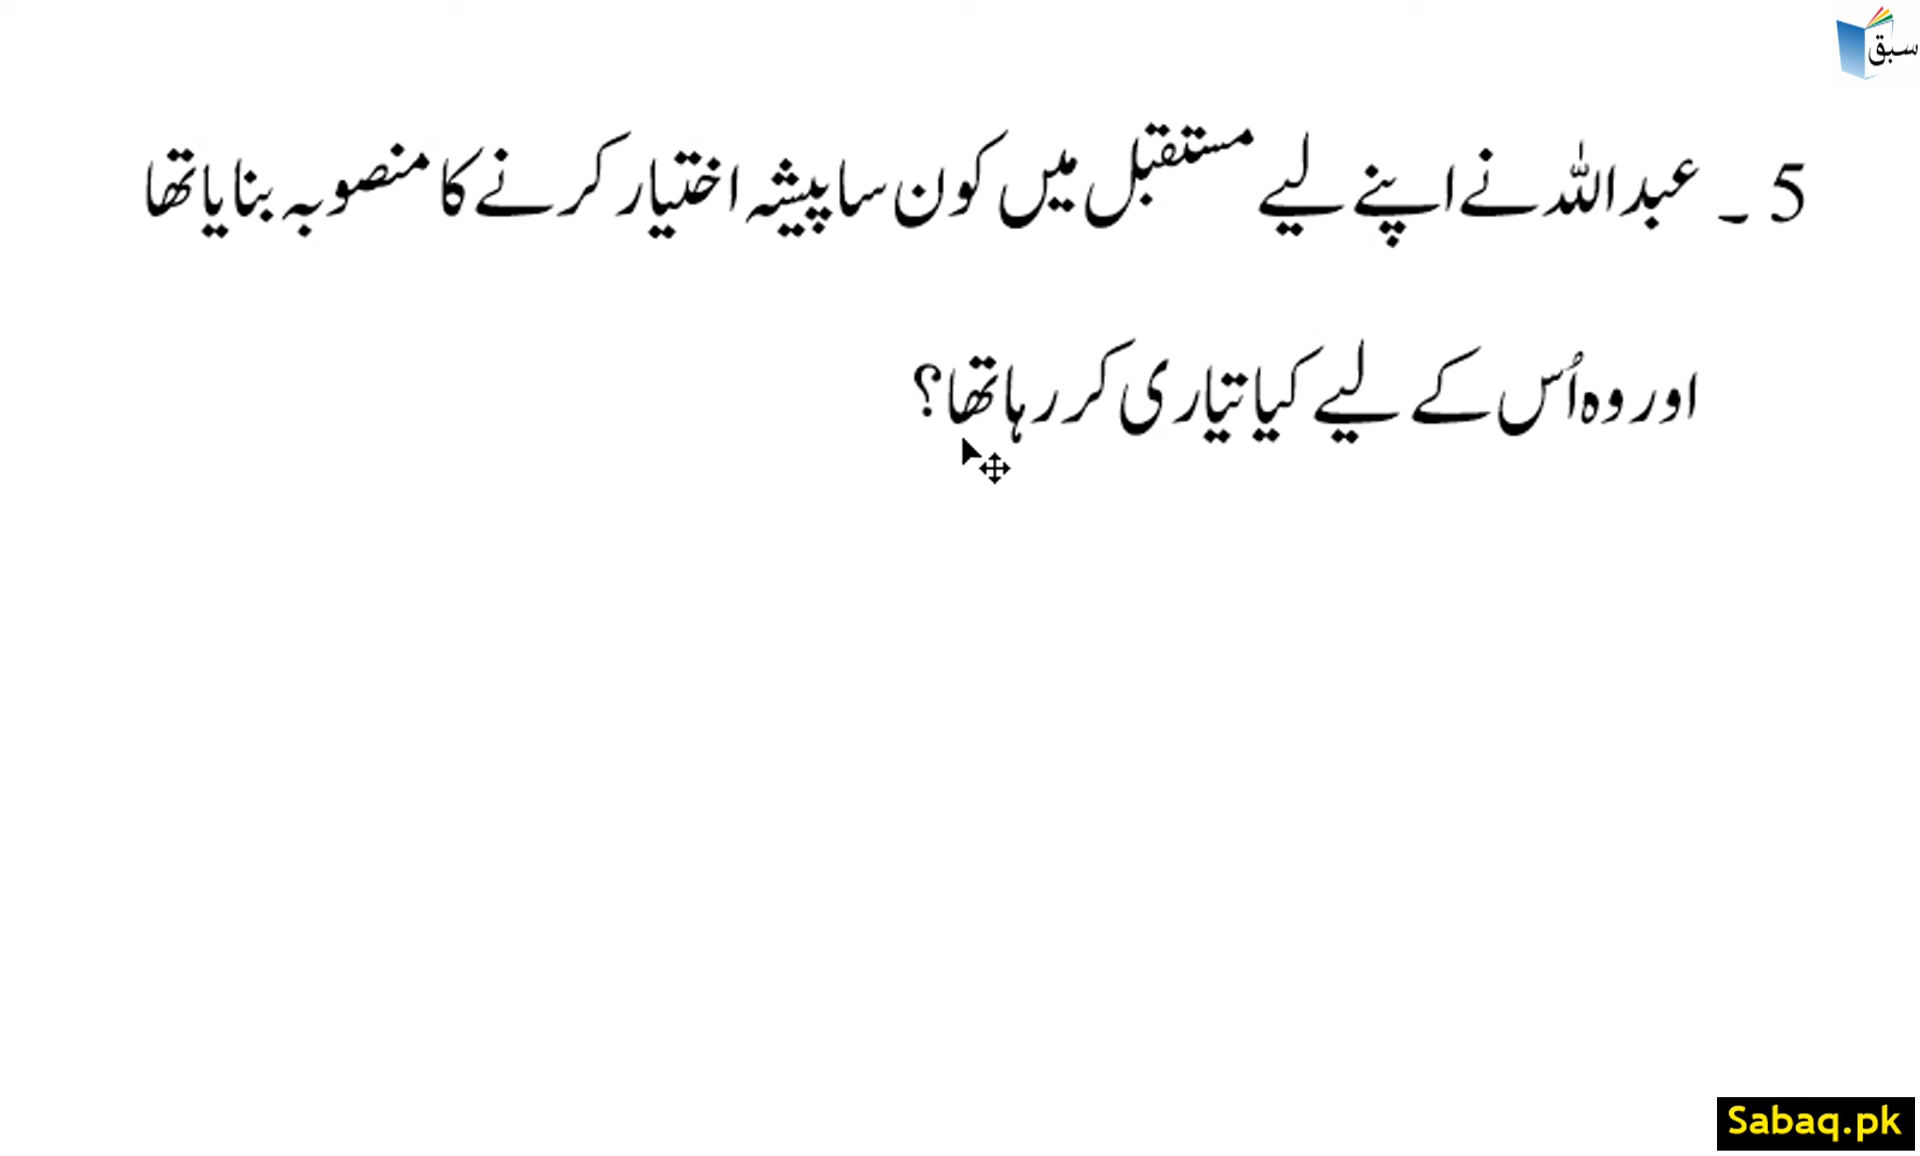 سبق
5 ۔ عبداللہ نے اپنے لیے مستقبل میں کون سا پیشہ اختیار کرنے کا منصوبہ بنایا تھا
اور وہ اُس کے لیے کیا تیاری کر رہا تھا؟
Sabaq.pk